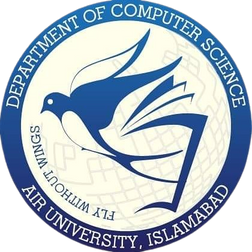 DEPARTMENT OF COMPUTER SCIENCE
FLY WITHOUT WINGS
AIR UNIVERSITY, ISLAMABAD